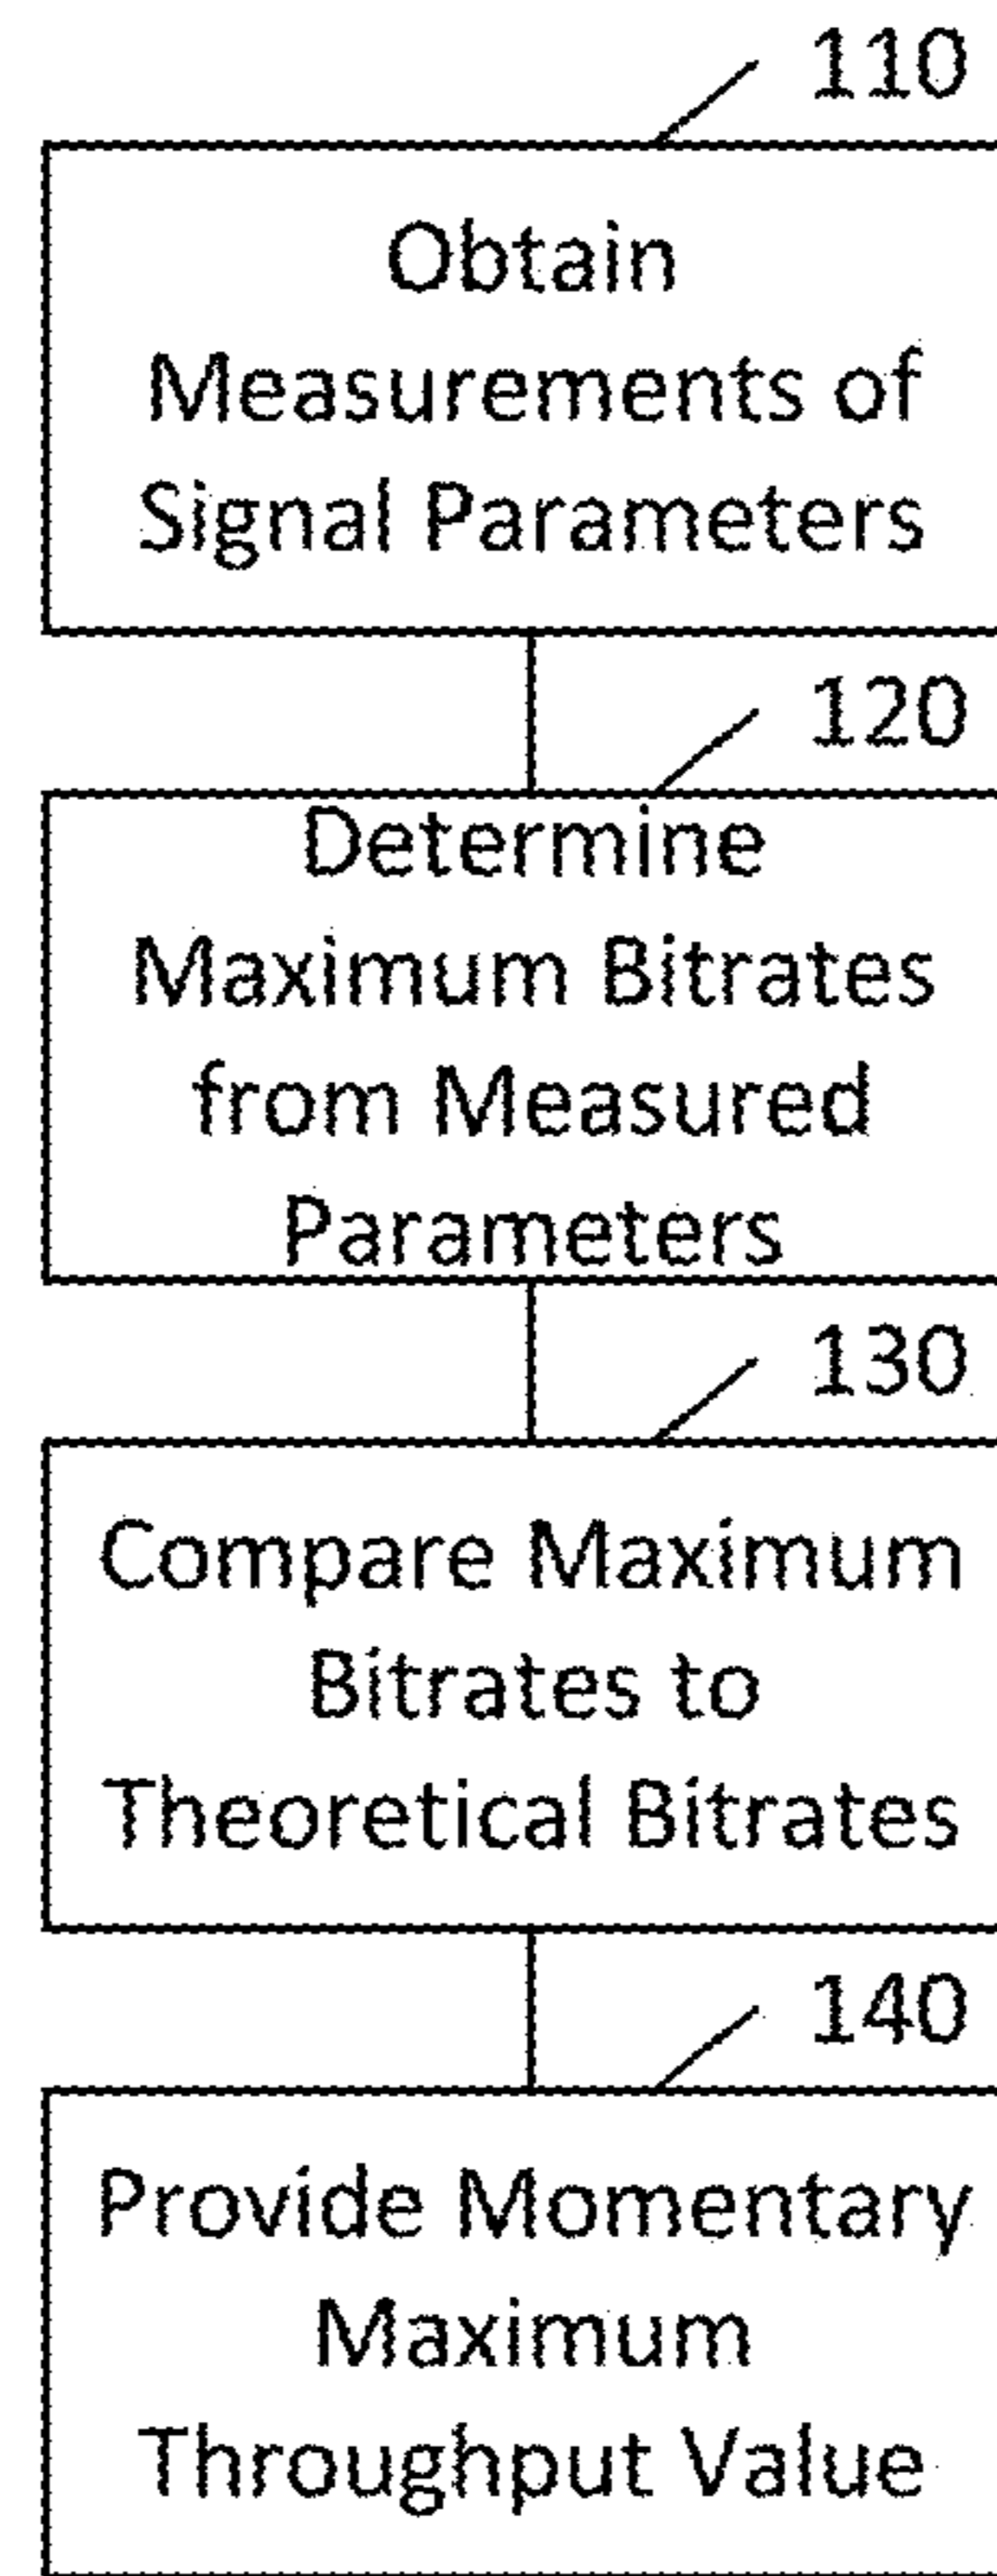 110
Obtain
Measurements of
Signal Parameters
120
Determine
Maximum Bitrates
from Measured
Parameters
130
Compare Maximum
Bitrates to
Theoretical Bitrates
140
Provide Momentary
Maximum
Throughput Value